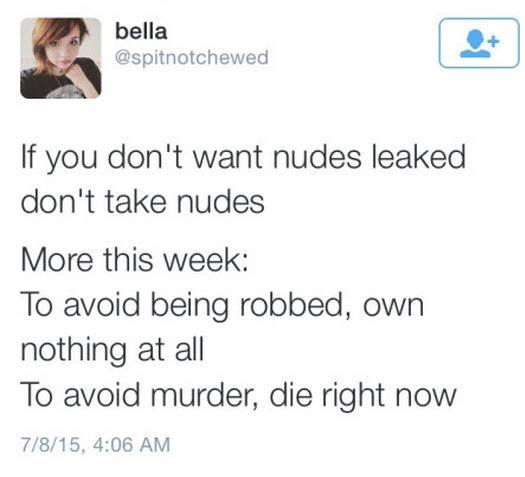 bella
@spitnotchewed
If you don't want nudes leaked
don't take nudes
More this week:
To avoid being robbed, own
nothing at all
To avoid murder, die right now
7/8/15, 4:06 AM